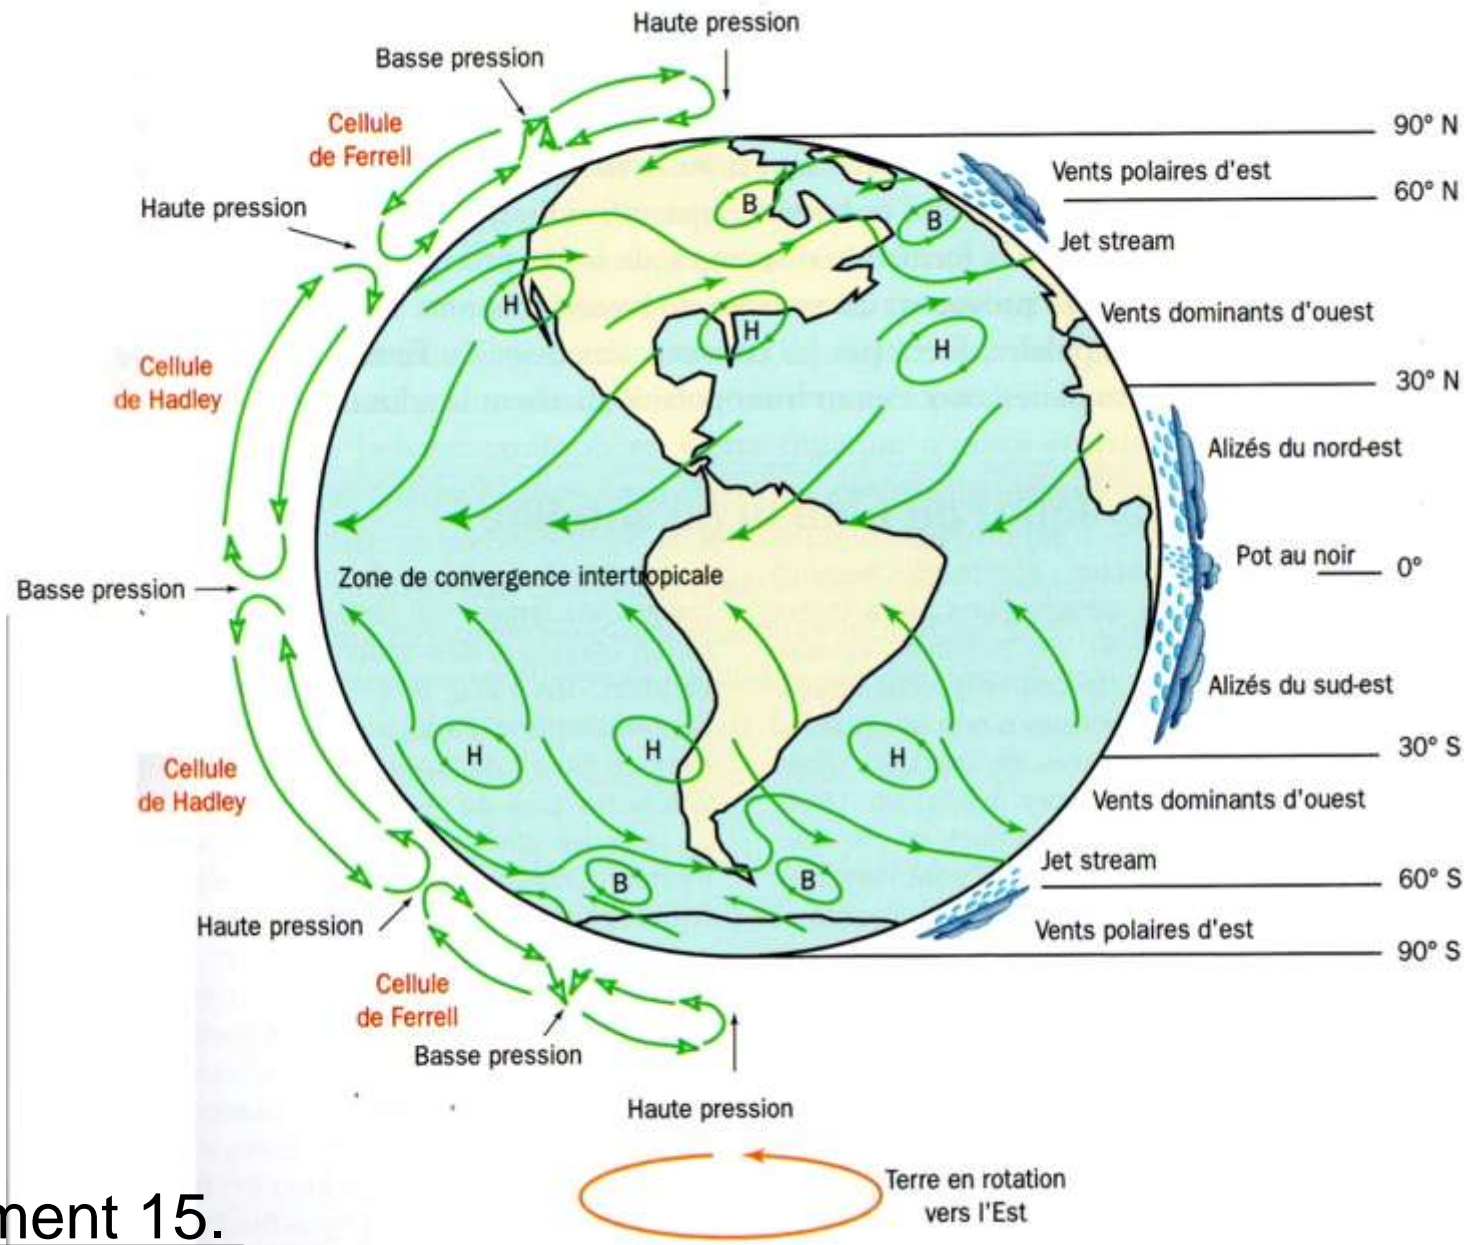 Haute pression
Basse pression
Cellule
de Ferrell
Haute pression
Cellule
de Hadley
Basse pression
Cellule
de Hadley
Haute pression
Cellule
de Ferrell
Basse pression
Haute pression
B
B
H
H
H
Zone de convergence intertropicale
H
H
H
B
B
90° N
Vents polaires d'est
60° N
Jet stream
Vents dominants d'ouest
30° N
Alizés du nord-est
Pot au noir
0°
Alizés du sud-est
30° S
Vents dominants d'ouest
Jet stream
60° S
Vents polaires d'est
90° S
Terre en rotation
vers l'Est
ment 15.